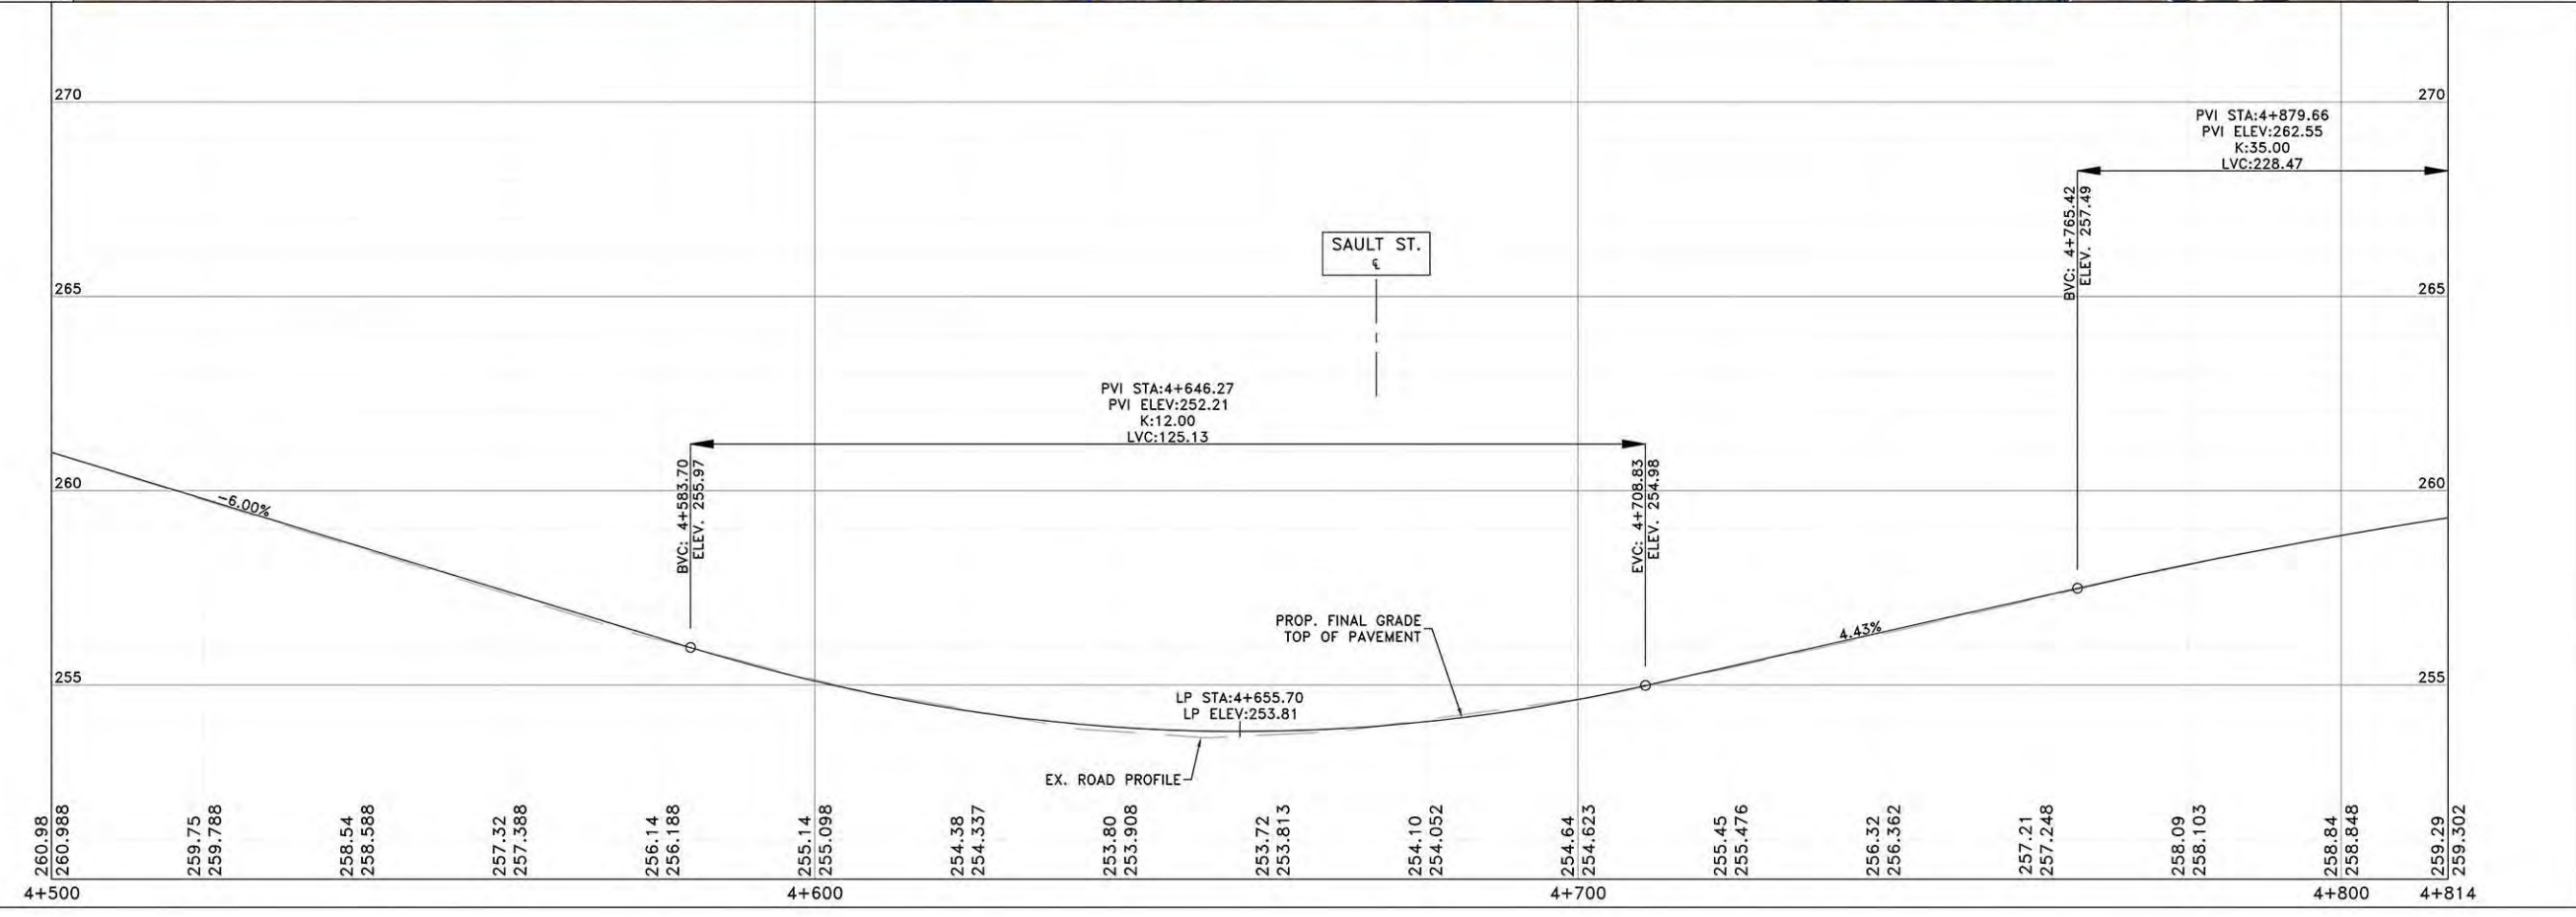 270
270
PVI STA:4+879.66
PVI ELEV:262.55
K:35.00
LVC:228.47
BVC: 4+765.42
ELEV. 257.49
SAULT ST.
℄
265
265
PVI STA:4+646.27
PVI ELEV:252.21
K:12.00
LVC:125.13
BVC: 4+583.70
ELEV. 255.97
EVC: 4+708.83
ELEV. 254.98
260
260
-6.00%
PROP. FINAL GRADE
TOP OF PAVEMENT
4.43%
255
255
LP STA:4+655.70
LP ELEV:253.81
EX. ROAD PROFILE
260.98
260.988
259.75
259.788
258.54
258.588
257.32
257.388
256.14
256.188
255.14
255.098
254.38
254.337
253.80
253.908
253.72
253.813
254.10
254.052
254.64
254.623
255.45
255.476
256.32
256.362
257.21
257.248
258.09
258.103
258.84
258.848
259.29
259.302
4+500
4+600
4+700
4+800
4+814